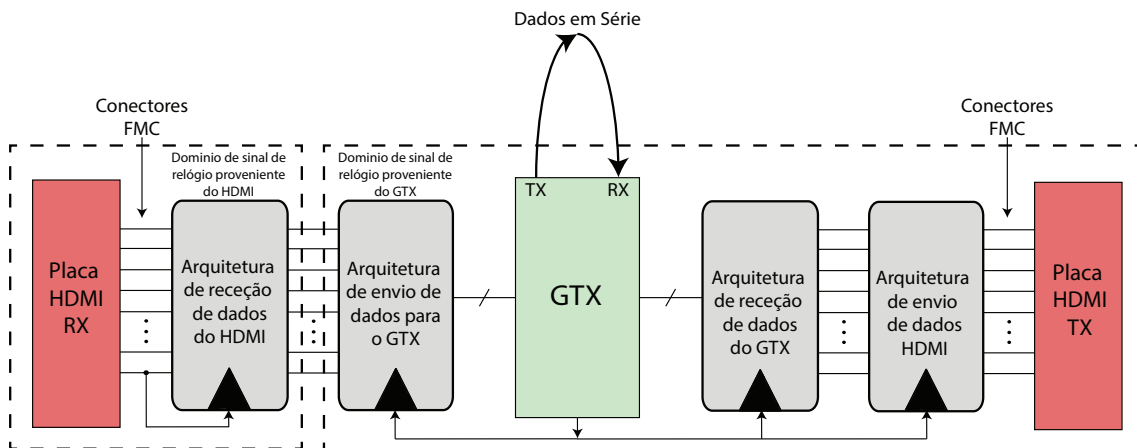 Dados em Série
Conectores
FMC
Conectores
FMC
Dominio de sinal de
relógio proveniente
do HDMI
Dominio de sinal de
relógio proveniente
do GTX
TX
RX
Placa
HDMI
RX
Arquitetura
de receção
de dados
do HDMI
Arquitetura
de envio de
dados para
o GTX
GTX
Arquitetura
de receção
de dados
do GTX
Arquitetura
de envio
de dados
HDMI
Placa
HDMI
TX